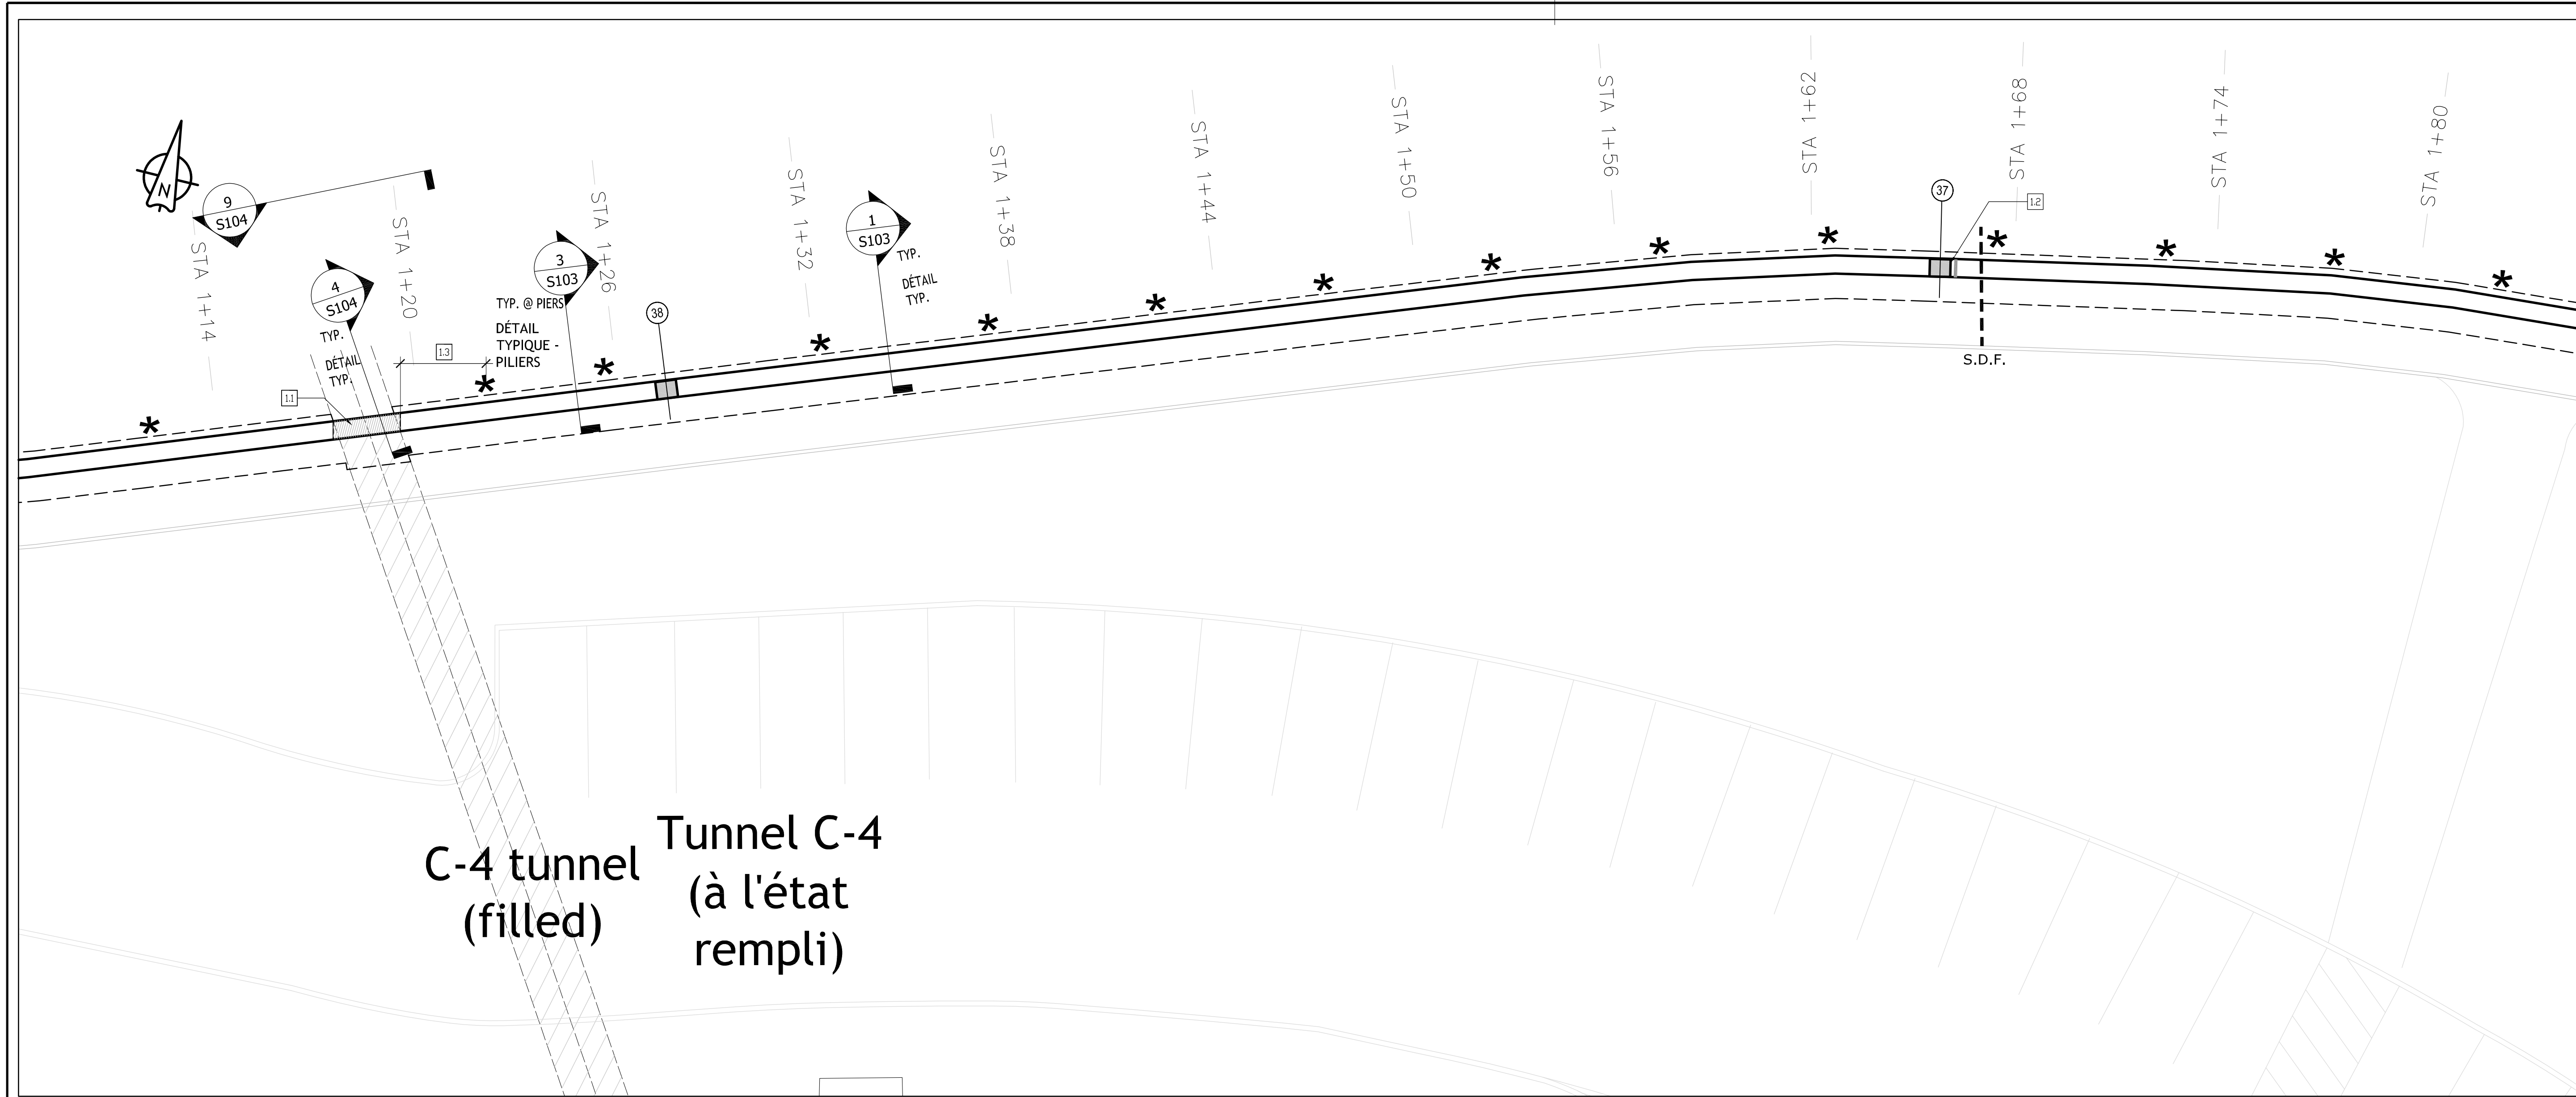 N
9
S104
STA 1+14
4
S104
TYP.
DÉTAIL
TYP.
STA 1+20
1.1
1.3
3
S103
TYP. @ PIERS
DÉTAIL
TYPIQUE -
PILIERS
STA 1+26
38
STA 1+32
1
S103
TYP.
DÉTAIL
TYP.
STA 1+38
STA 1+44
STA 1+50
STA 1+56
STA 1+62
37
STA 1+68
1.2
S.D.F.
STA 1+74
STA 1+80
C-4 tunnel
(filled)
Tunnel C-4
(à l'état
rempli)